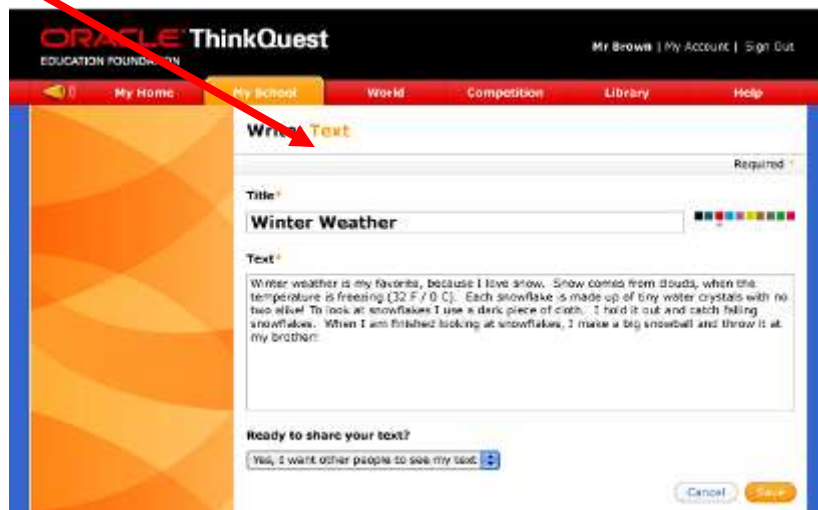 ORACLE ThinkQuest
EDUCATION FOUNDATION
Mr Brown | My Account | Sign Out
0 My Home My School World Competition Library Help
Write Text
Required *
Title *
Winter Weather
Text *
Winter weather is my favorite, because I love snow. Snow comes from clouds, when the
temperature is freezing (32 F / 0 C). Each snowflake is made up of tiny water crystals with no
two alike! To look at snowflakes I use a dark piece of cloth. I hold it out and catch falling
snowflakes. When I am finished looking at snowflakes, I make a big snowball and throw it at
my brother!
Ready to share your text?
Yes, I want other people to see my text
Cancel Save